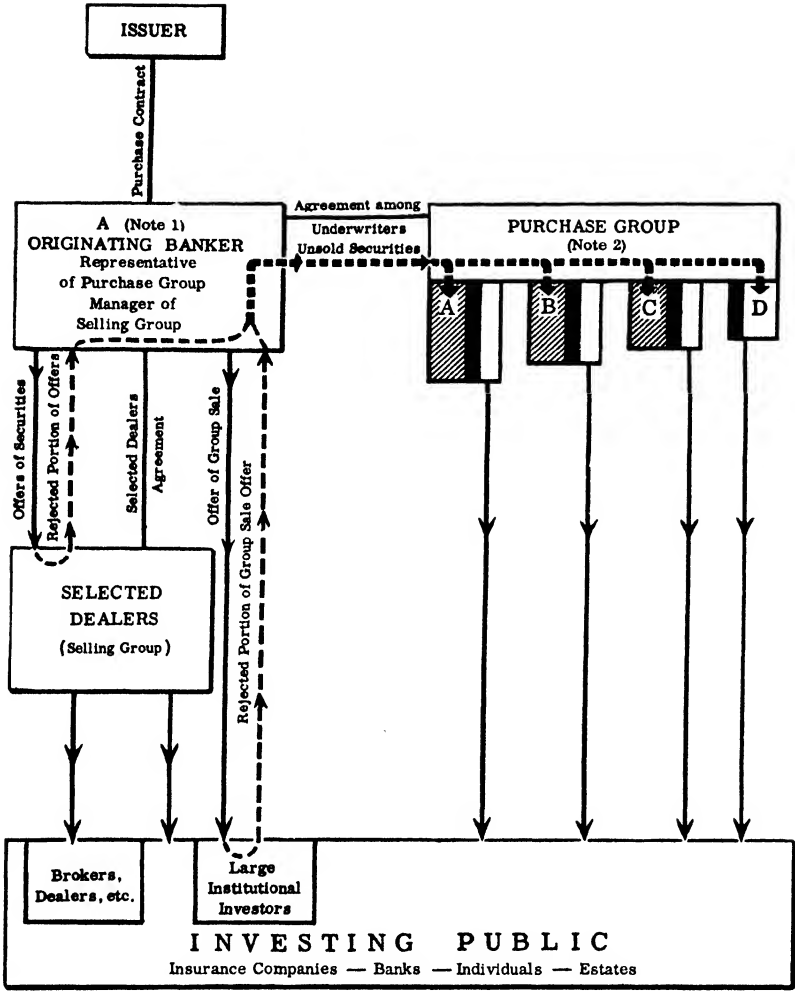 ISSUER
Purchase Contract
A (Note 1)
ORIGINATING BANKER
Representative
of Purchase Group
Manager of
Selling Group
Agreement among
Underwriters
Unsold Securities
PURCHASE GROUP
(Note 2)
A
B
C
D
Offers of Securities
Rejected Portion of Offers
Selected Dealers
Agreement
Offer of Group Sale
Rejected Portion of Group Sale Offer
SELECTED
DEALERS
(Selling Group)
Brokers,
Dealers, etc.
Large
Institutional
Investors
INVESTING PUBLIC
Insurance Companies — Banks — Individuals — Estates